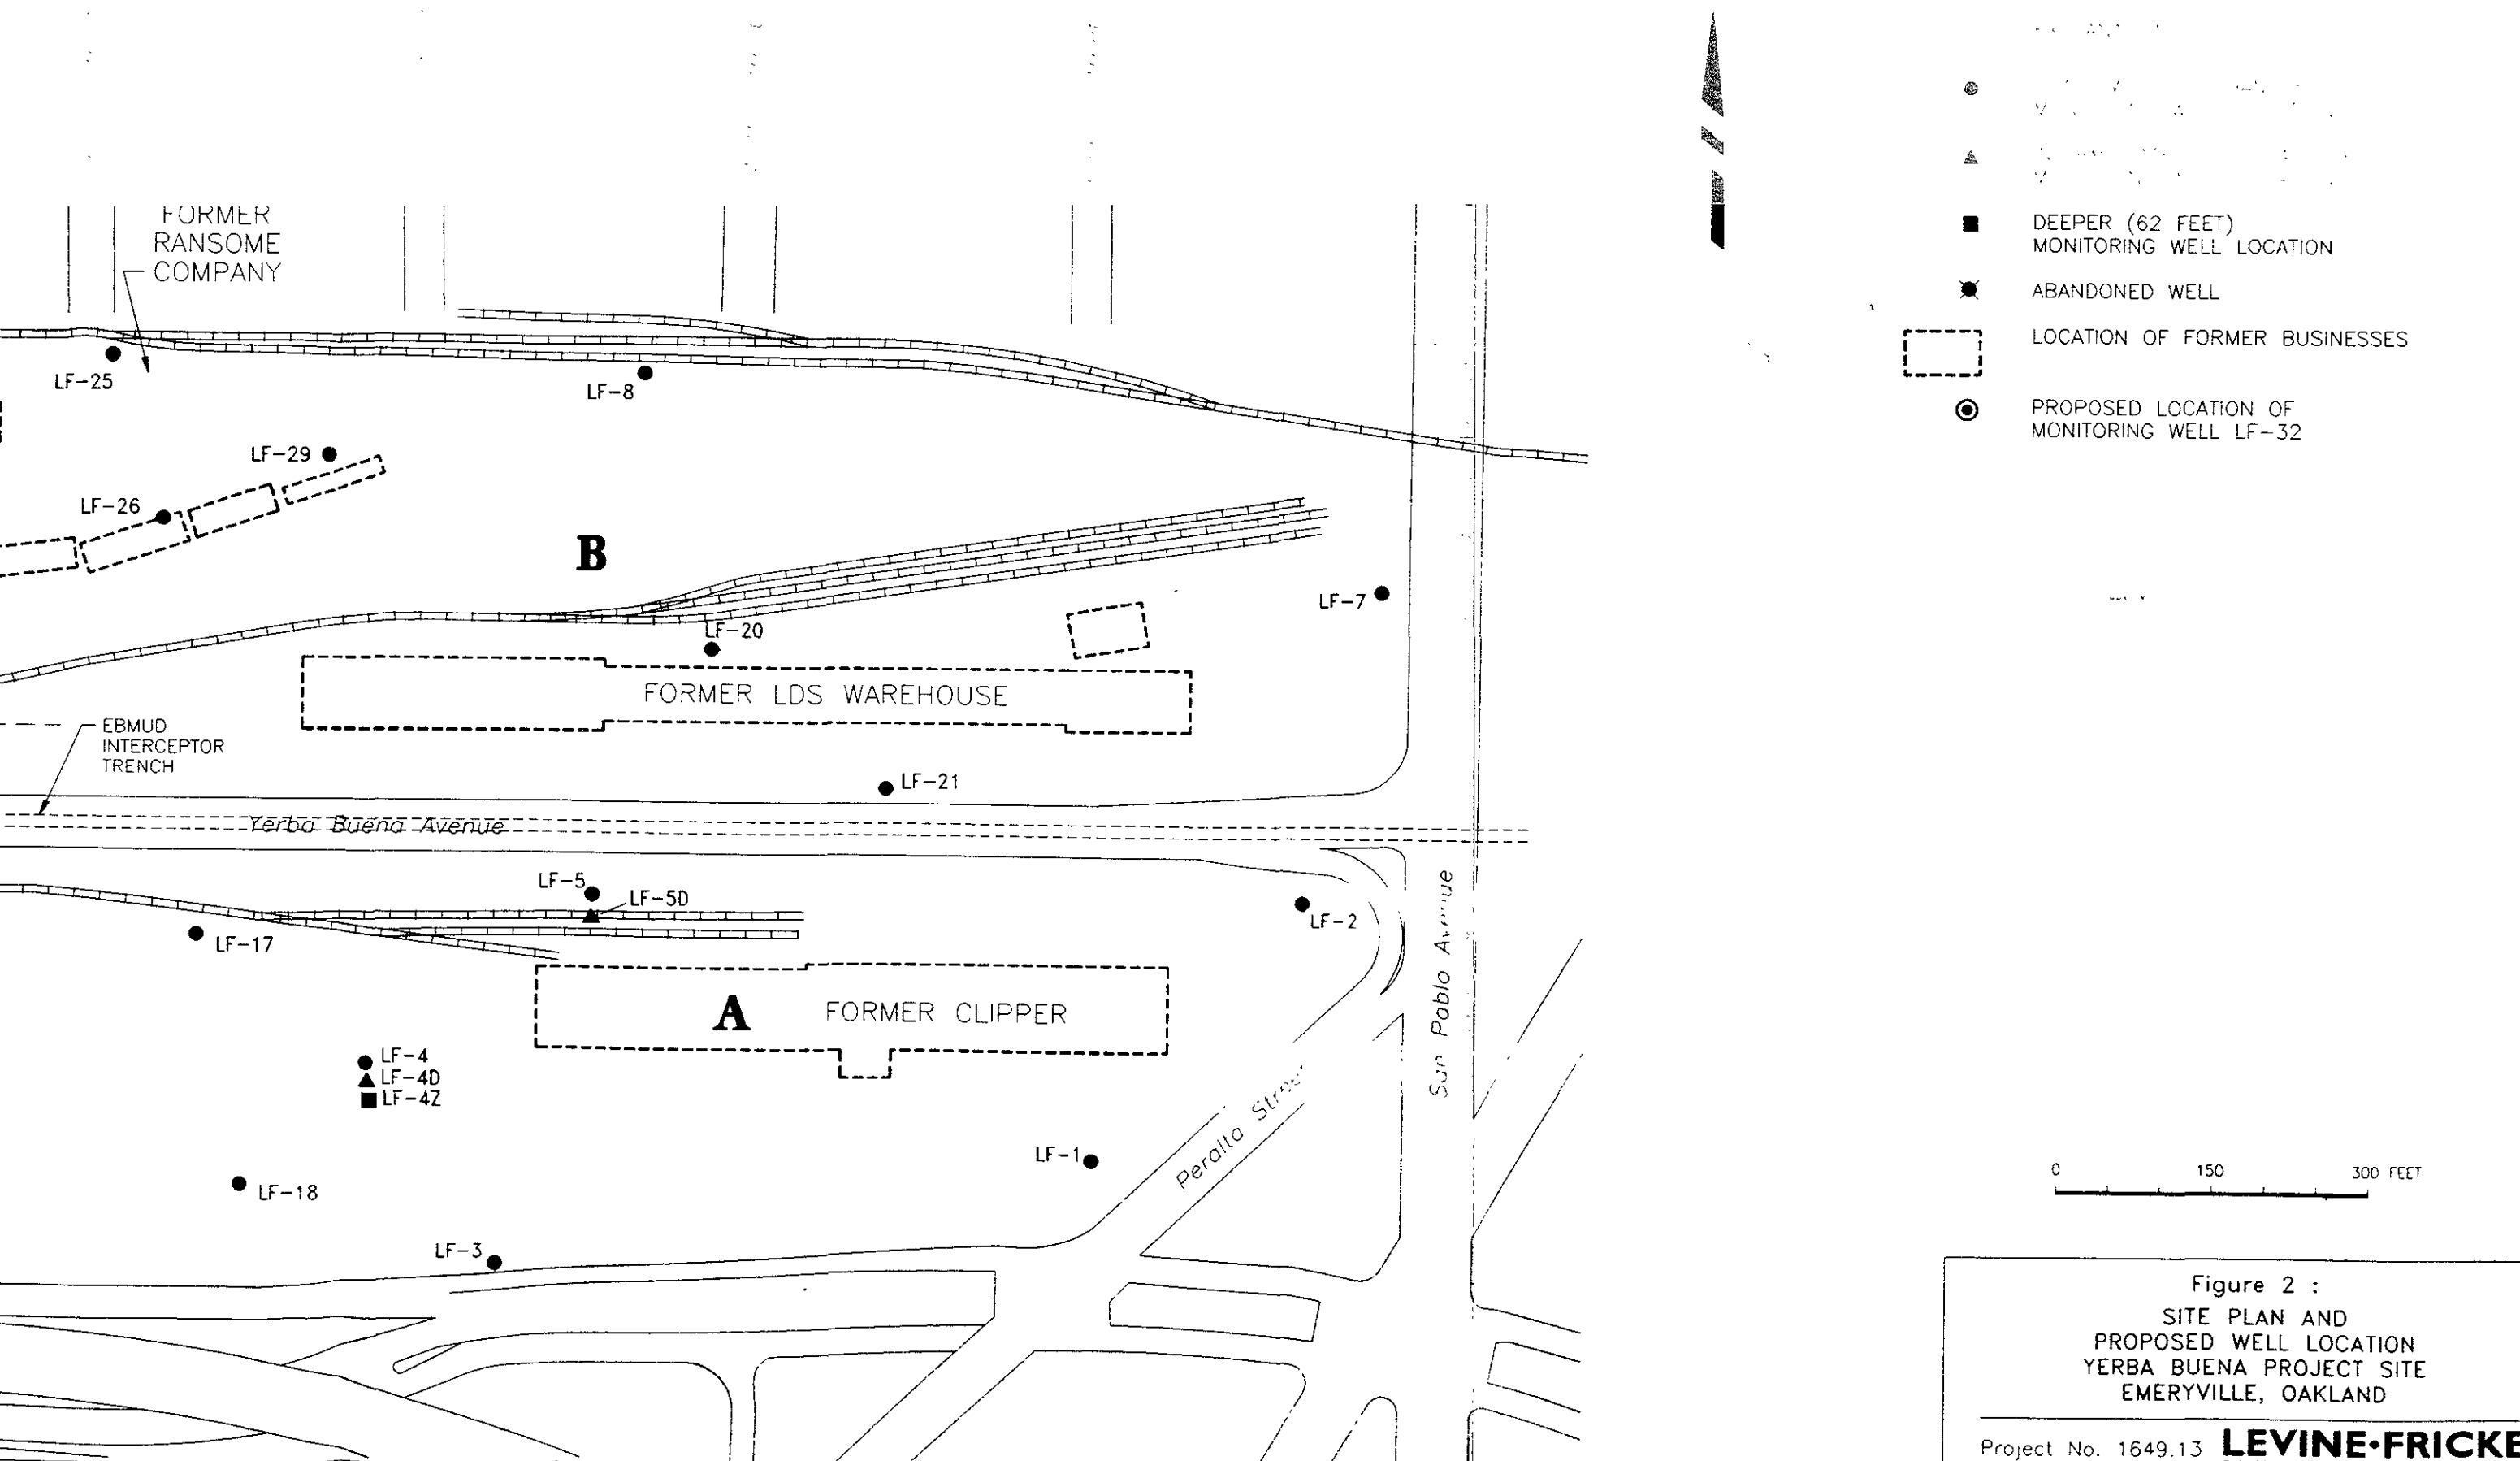 FORMER
RANSOME
COMPANY
LF-25
LF-8
LF-29
LF-26
B
LF-7
LF-20
FORMER LDS WAREHOUSE
EBMUD
INTERCEPTOR
TRENCH
LF-21
Yerba Buena Avenue
LF-5
LF-5D
LF-2
LF-17
A
FORMER CLIPPER
San Pablo Avenue
LF-4
LF-4D
LF-4Z
Peralta Street
LF-1
LF-18
LF-3
DEEPER (62 FEET)
MONITORING WELL LOCATION
ABANDONED WELL
LOCATION OF FORMER BUSINESSES
PROPOSED LOCATION OF
MONITORING WELL LF-32
0 150 300 FEET
Figure 2 :
SITE PLAN AND
PROPOSED WELL LOCATION
YERBA BUENA PROJECT SITE
EMERYVILLE, OAKLAND
Project No. 1649.13 LEVINE•FRICKE